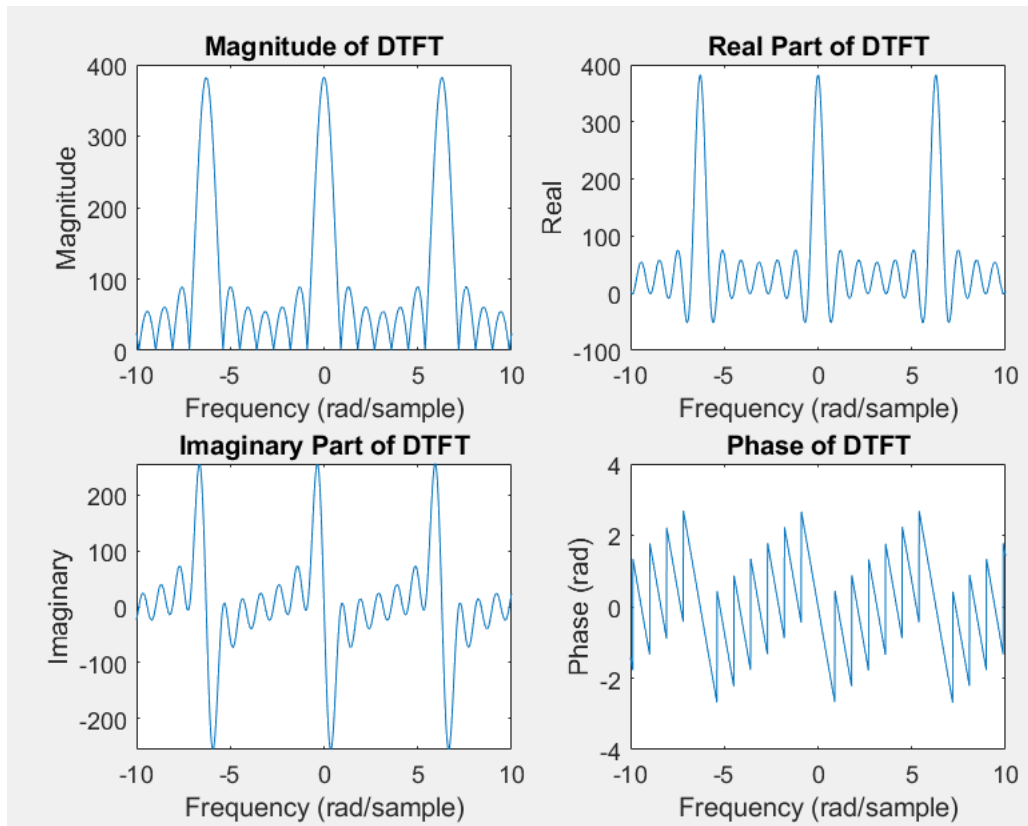 Magnitude of DTFT
400
300
200
100
0
Magnitude
-10 -5 0 5 10
Frequency (rad/sample)
Real Part of DTFT
400
300
200
100
0
-100
Real
-10 -5 0 5 10
Frequency (rad/sample)
Imaginary Part of DTFT
200
100
0
-100
-200
Imaginary
-10 -5 0 5 10
Frequency (rad/sample)
Phase of DTFT
4
2
0
-2
-4
Phase (rad)
-10 -5 0 5 10
Frequency (rad/sample)